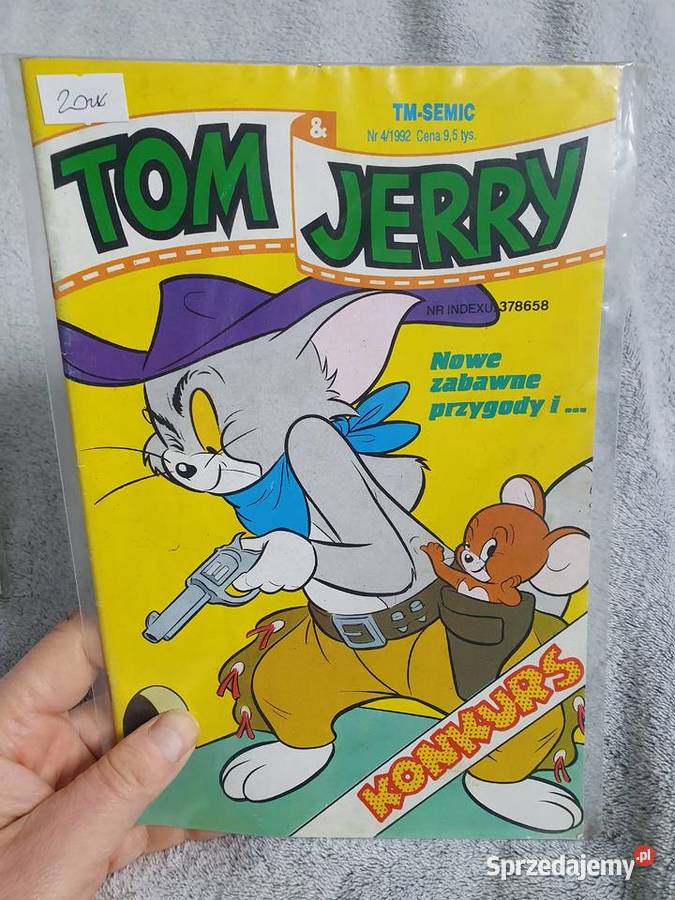 20zł
TM-SEMIC
Nr 4/1992 Cena 9,5 tys.
TOM & JERRY
NR INDEXU: 378658
Nowe
zabawne
przygody i ...
KONKURS
Sprzedajemy.pl